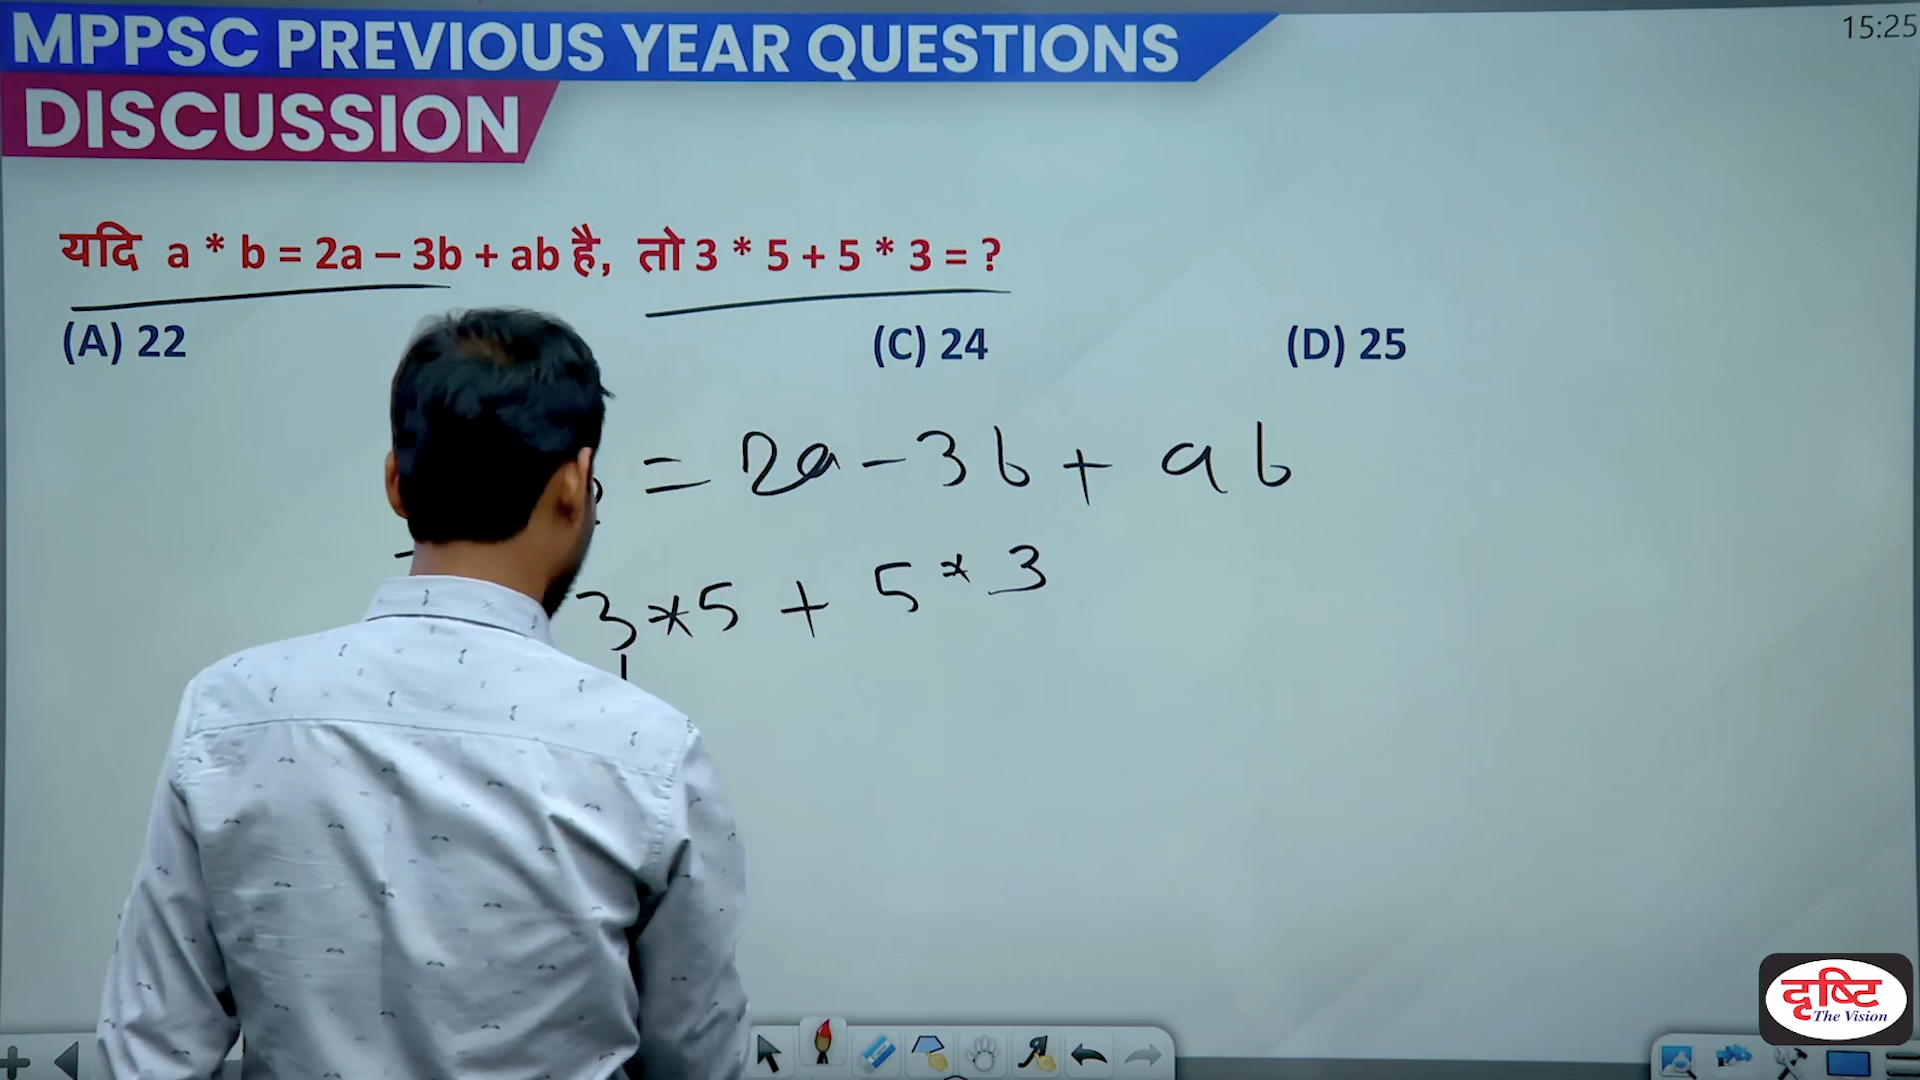 MPPSC PREVIOUS YEAR QUESTIONS
15:25
DISCUSSION
यदि a * b = 2a – 3b + ab है, तो 3 * 5 + 5 * 3 = ?
(A) 22 (C) 24 (D) 25
= 2a - 3b + ab
3 * 5 + 5 * 3
दृष्टि
The Vision